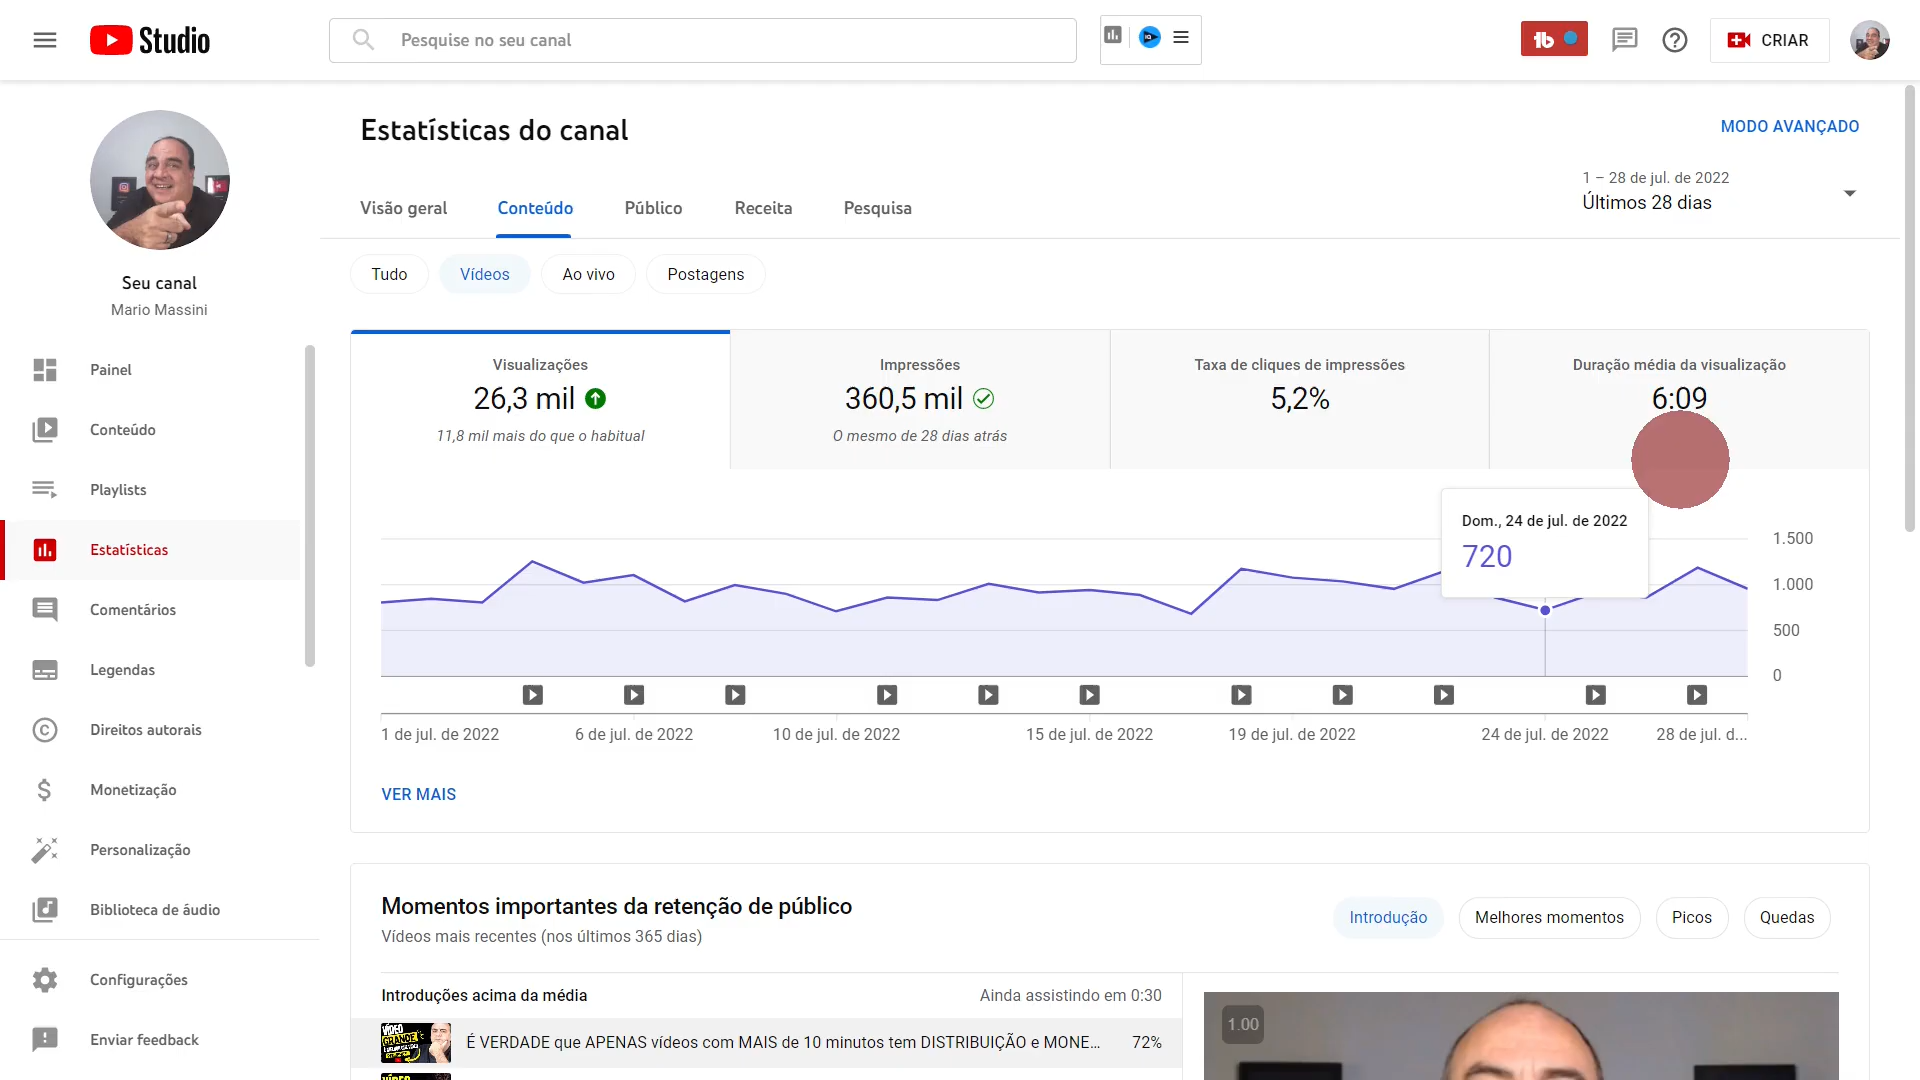 Studio
Pesquise no seu canal
CRIAR
Seu canal
Mario Massini
Painel
Conteúdo
Playlists
Estatísticas
Comentários
Legendas
Direitos autorais
Monetização
Personalização
Biblioteca de áudio
Configurações
Enviar feedback
Estatísticas do canal
MODO AVANÇADO
1 – 28 de jul. de 2022
Últimos 28 dias
Visão geral Conteúdo Público Receita Pesquisa
Tudo Vídeos Ao vivo Postagens
Visualizações
26,3 mil
11,8 mil mais do que o habitual
Impressões
360,5 mil
O mesmo de 28 dias atrás
Taxa de cliques de impressões
5,2%
Duração média da visualização
6:09
Dom., 24 de jul. de 2022
720
1.500
1.000
500
0
1 de jul. de 2022 6 de jul. de 2022 10 de jul. de 2022 15 de jul. de 2022 19 de jul. de 2022 24 de jul. de 2022 28 de jul. d...
VER MAIS
Momentos importantes da retenção de público
Vídeos mais recentes (nos últimos 365 dias)
Introdução Melhores momentos Picos Quedas
Introduções acima da média Ainda assistindo em 0:30
VÍDEO
GRANDE
É VERDADE que APENAS vídeos com MAIS de 10 minutos tem DISTRIBUIÇÃO e MONE... 72%
1.00